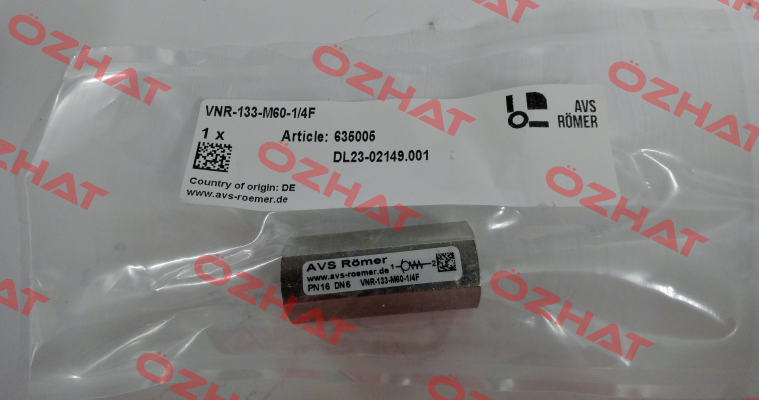 VNR-133-M60-1/4F
1 x
Article: 635005
DL23-02149.001
Country of origin: DE
www.avs-roemer.de
AVS
RÖMER
AVS Römer
www.avs-roemer.de
1 2
PN16 DN6 VNR-133-M60-1/4F
ÖZHAT
ÖZHAT
ÖZHAT
ÖZHAT
ÖZHAT
ÖZHAT
ÖZHAT
ÖZHAT
ÖZHAT
ÖZHAT
ÖZHAT